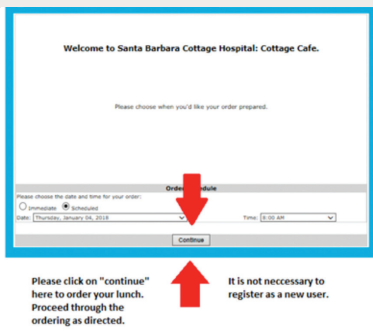 Welcome to Santa Barbara Cottage Hospital: Cottage Cafe.
Please choose when you'd like your order prepared.
Order Schedule
Please choose the date and time for your order:
Immediate Scheduled
Date: Thursday, January 04, 2018 Time: 6:00 AM
Continue
Please click on "continue"
here to order your lunch.
Proceed through the
ordering as directed.
It is not neccessary to
register as a new user.